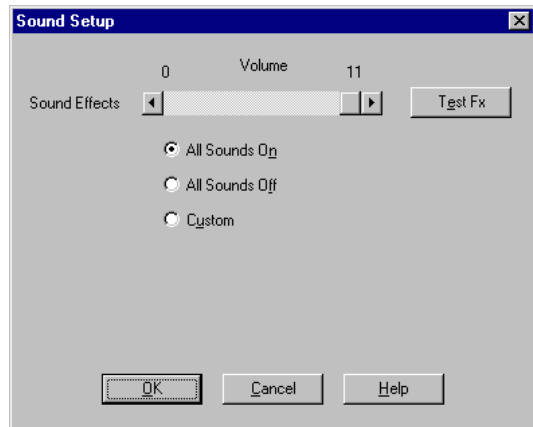 Sound Setup
0 Volume 11
Sound Effects Test Fx
All Sounds On
All Sounds Off
Custom
OK Cancel Help